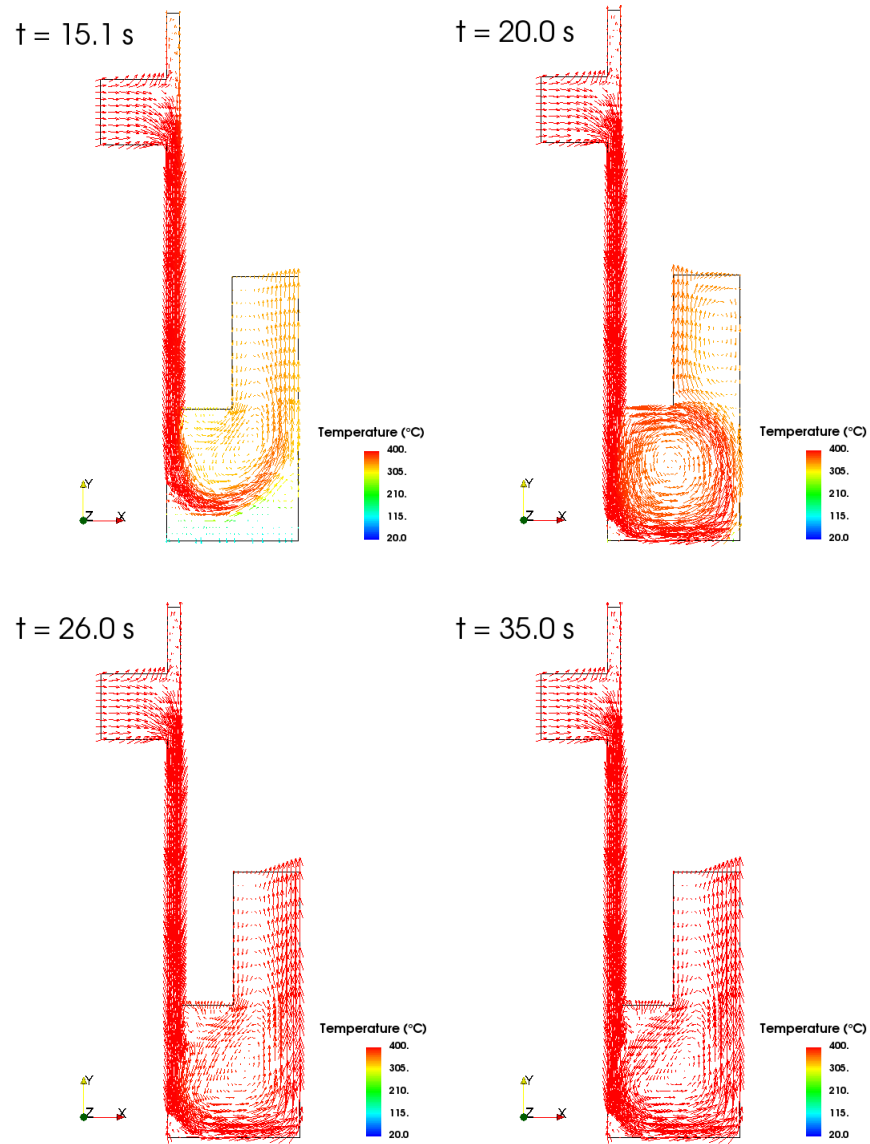 t = 15.1 s
Temperature (°C)
400.
305.
210.
115.
20.0
Y
Z
X
t = 20.0 s
Temperature (°C)
400.
305.
210.
115.
20.0
Y
Z
X
t = 26.0 s
Temperature (°C)
400.
305.
210.
115.
20.0
Y
Z
X
t = 35.0 s
Temperature (°C)
400.
305.
210.
115.
20.0
Y
Z
X